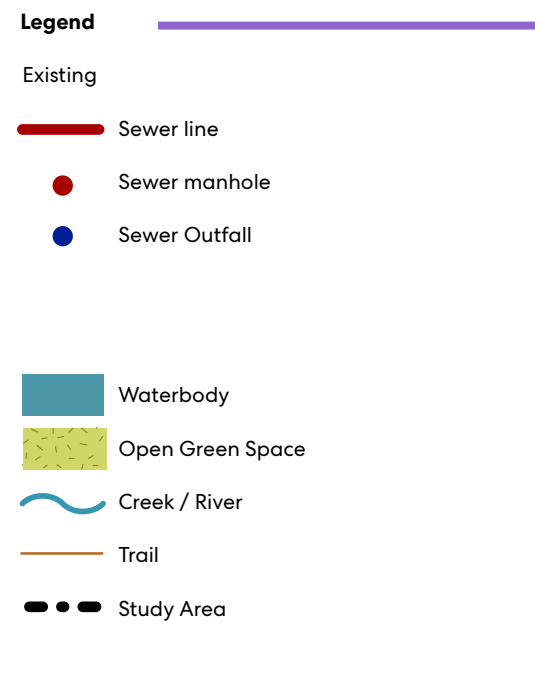 Legend
Existing
Sewer line
Sewer manhole
Sewer Outfall
Waterbody
Open Green Space
Creek / River
Trail
Study Area